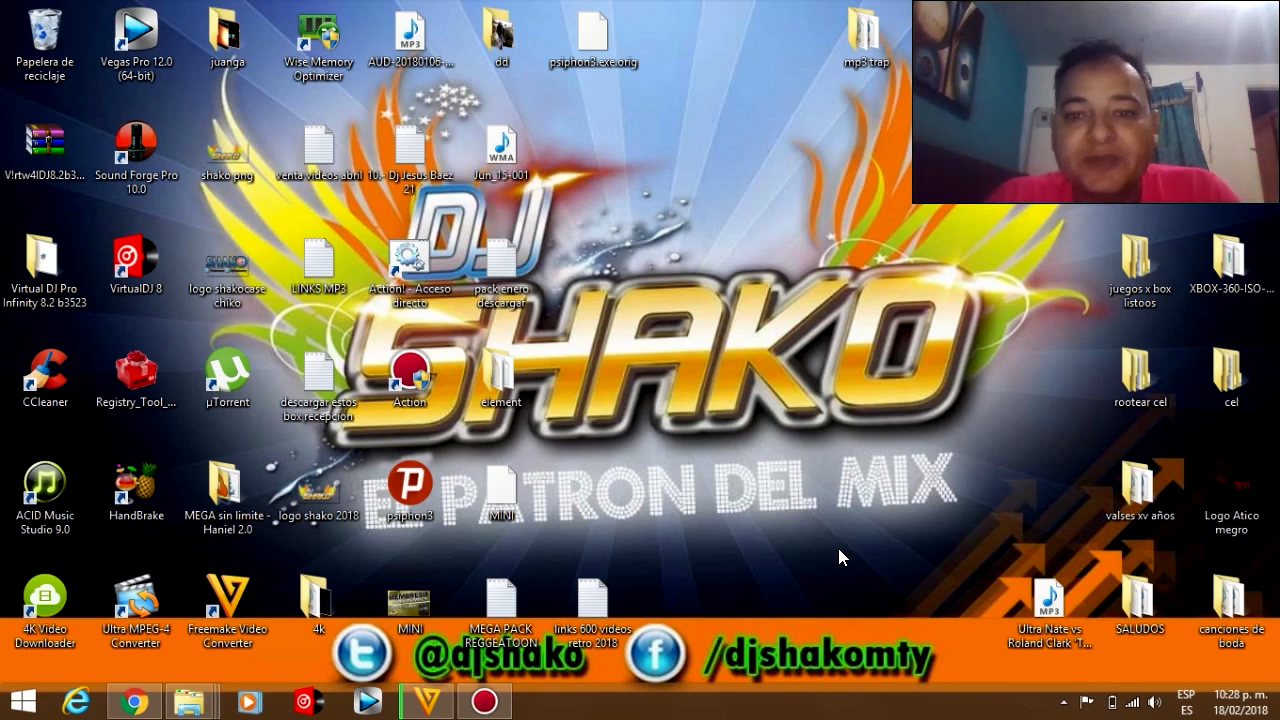 Papelera de
reciclaje
Vegas Pro 12.0
(64-bit)
juanga
Wise Memory
Optimizer
MP3
AUD-20180106-...
dd
psiphon3.exe.orig
mp3 trap
V!rtw4lDJ8.2b3...
Sound Forge Pro
10.0
shako png
venta videos abril
10.- Dj Jesus Baez
21
WMA
Jun_15-001
DJ
SHAKO
EL PATRON DEL MIX
Virtual DJ Pro
Infinity 8.2 b3523
VirtualDJ 8
logo shakocase
chiko
LINKS MP3
Action! - Acceso
directo
pack enero
descargar
juegos x box
listoos
XBOX-360-ISO-...
CCleaner
Registry_Tool_...
µTorrent
descargar estos
box recepcion
Action
element
rootear cel
cel
ACID Music
Studio 9.0
HandBrake
MEGA sin limite -
Haniel 2.0
logo shako 2018
psiphon3
MINI
valses xv años
Logo Atico
megro
4K Video
Downloader
Ultra MPEG-4
Converter
Freemake Video
Converter
4k
MINI
MEGA PACK
REGGEATOON
links 600 videos
retro 2018
MP3
Ultra Nate vs
Roland Clark 'T...
SALUDOS
canciones de
boda
@djshako
/djshakomty
ESP
ES
10:28 p. m.
18/02/2018